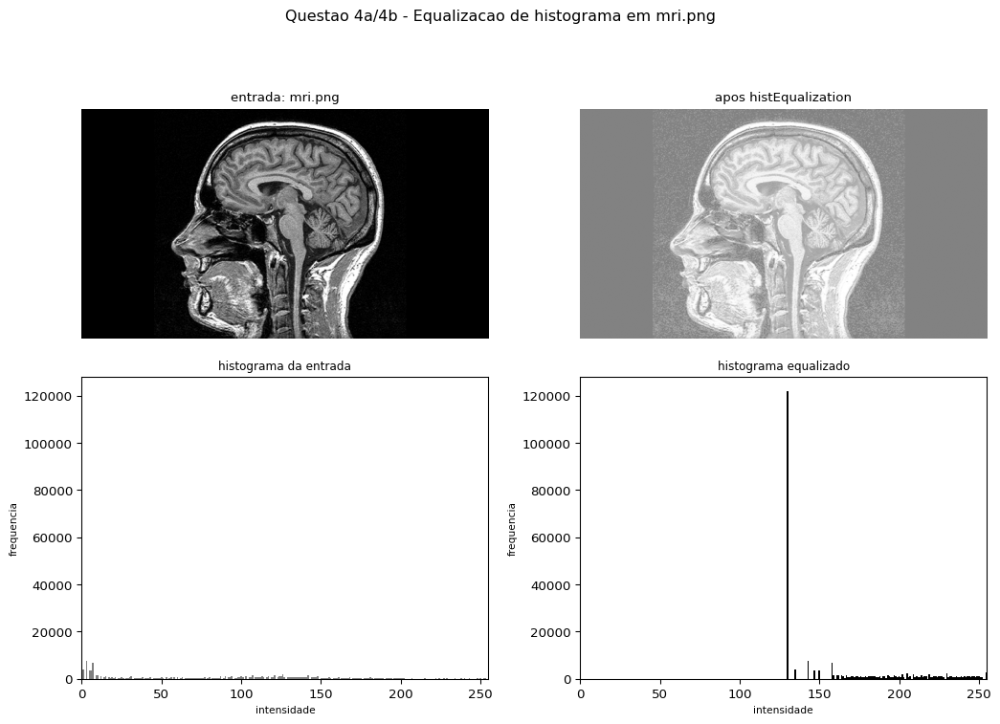 Questao 4a/4b - Equalizacao de histograma em mri.png
entrada: mri.png
apos histEqualization
histograma da entrada
histograma equalizado
120000
100000
80000
60000
40000
20000
0
frequencia
0 50 100 150 200 250
intensidade
120000
100000
80000
60000
40000
20000
0
frequencia
0 50 100 150 200 250
intensidade